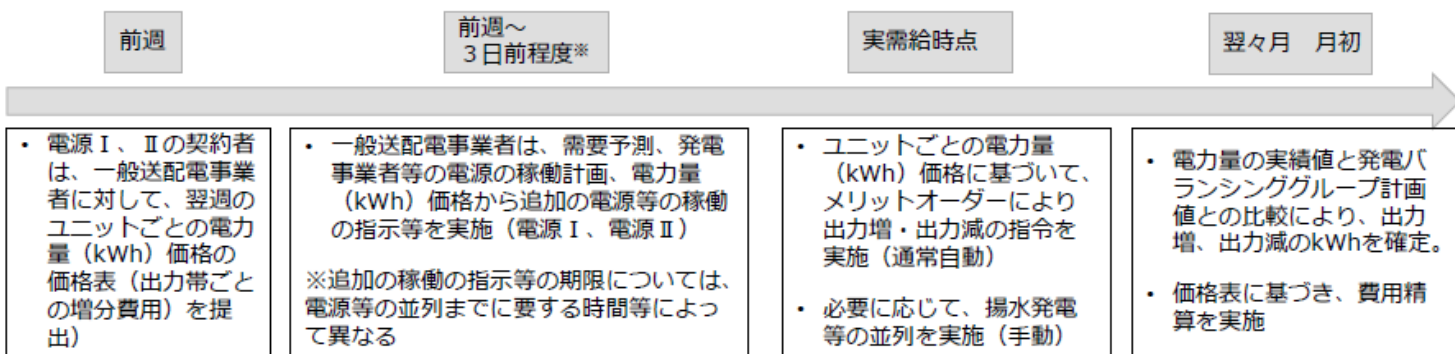 前週
前週～
３日前程度※
実需給時点
翌々月　月初
• 電源Ⅰ、Ⅱの契約者
は、一般送配電事業
者に対して、翌週の
ユニットごとの電力
量（kWh）価格の
価格表（出力帯ごと
の増分費用）を提
出）
• 一般送配電事業者は、需要予測、発電
事業者等の電源の稼働計画、電力量
（kWh）価格から追加の電源等の稼働
の指示等を実施（電源Ⅰ、電源Ⅱ）
※追加の稼働の指示等の期限については、
電源等の並列までに要する時間等によっ
て異なる
• ユニットごとの電力量
（kWh）価格に基づいて、
メリットオーダーにより
出力増・出力減の指令を
実施（通常自動）
• 必要に応じて、揚水発電
等の並列を実施（手動）
• 電力量の実績値と発電バ
ランシンググループ計画
値との比較により、出力
増、出力減のkWhを確定。
• 価格表に基づき、費用精
算を実施